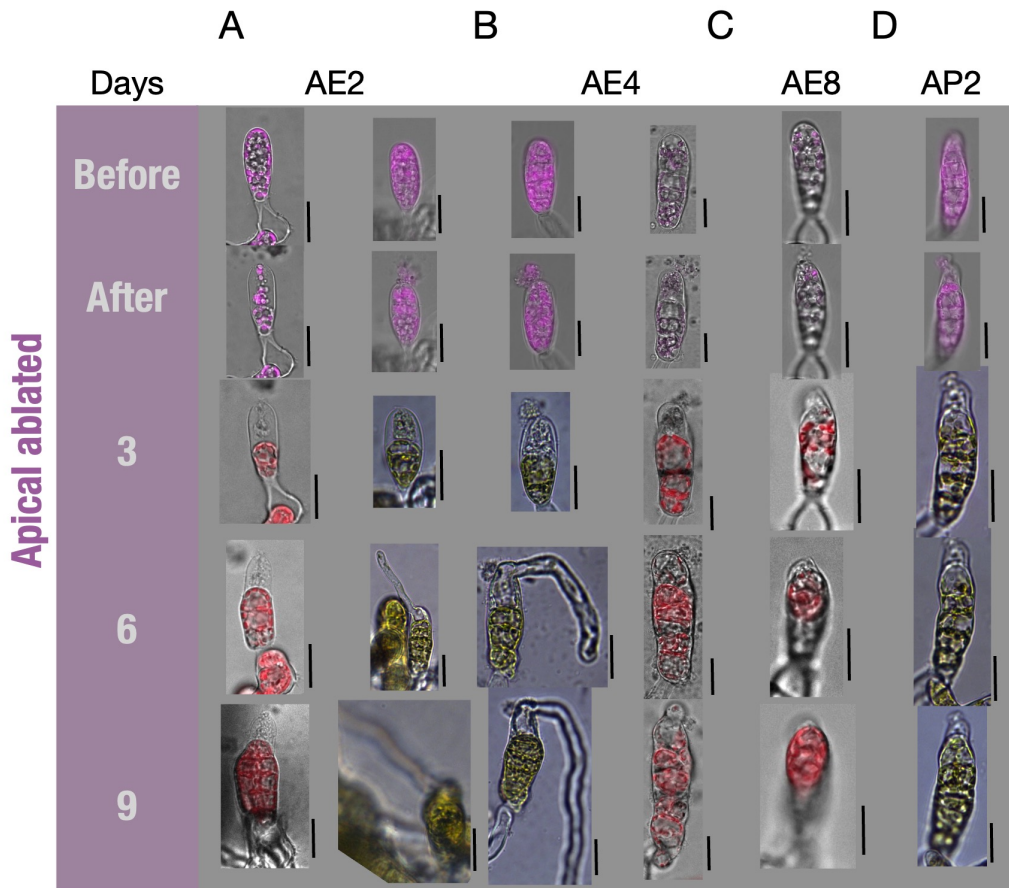 A B C D
Days AE2 AE4 AE8 AP2
Apical ablated
Before
After
3
6
9